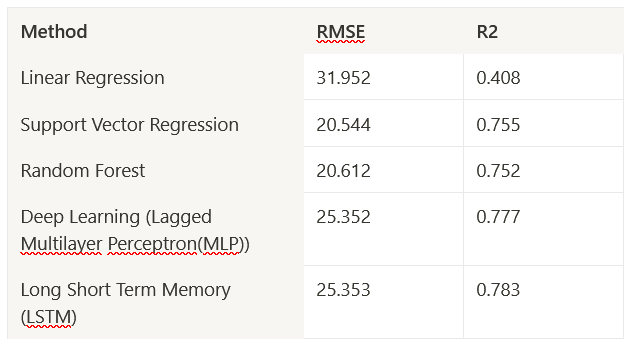 Method RMSE R2
Linear Regression 31.952 0.408
Support Vector Regression 20.544 0.755
Random Forest 20.612 0.752
Deep Learning (Lagged 25.352 0.777
Multilayer Perceptron(MLP))
Long Short Term Memory 25.353 0.783
(LSTM)